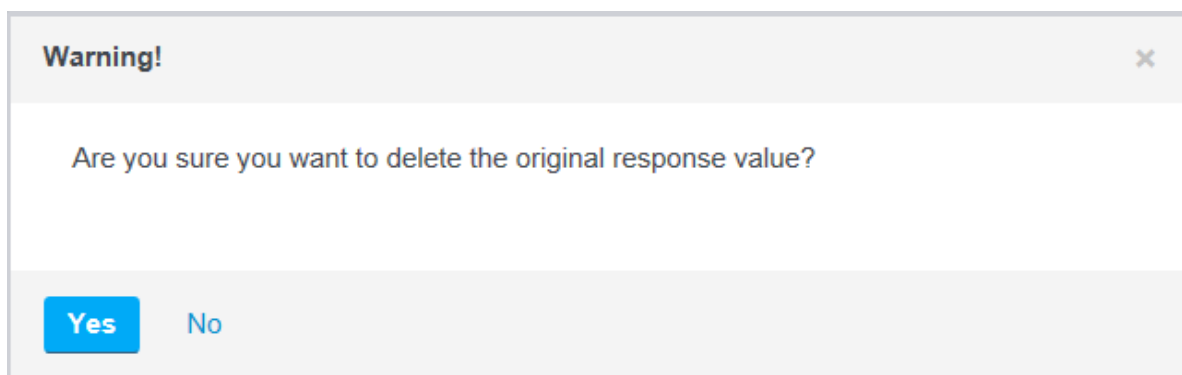 Warning!
Are you sure you want to delete the original response value?
Yes No